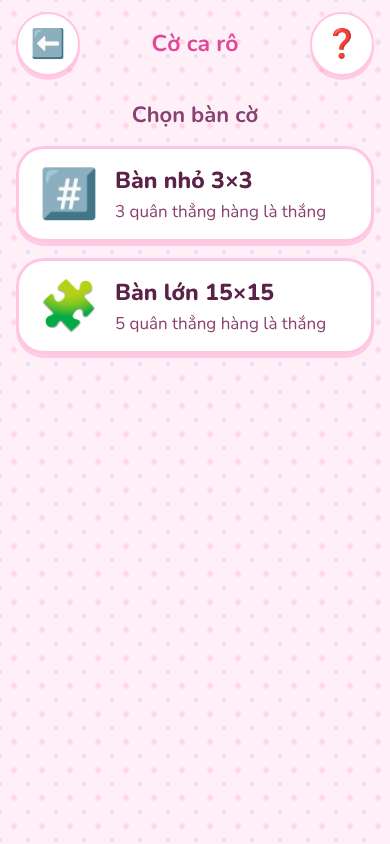 Cờ ca rô
Chọn bàn cờ
Bàn nhỏ 3×3
3 quân thẳng hàng là thắng
Bàn lớn 15×15
5 quân thẳng hàng là thắng